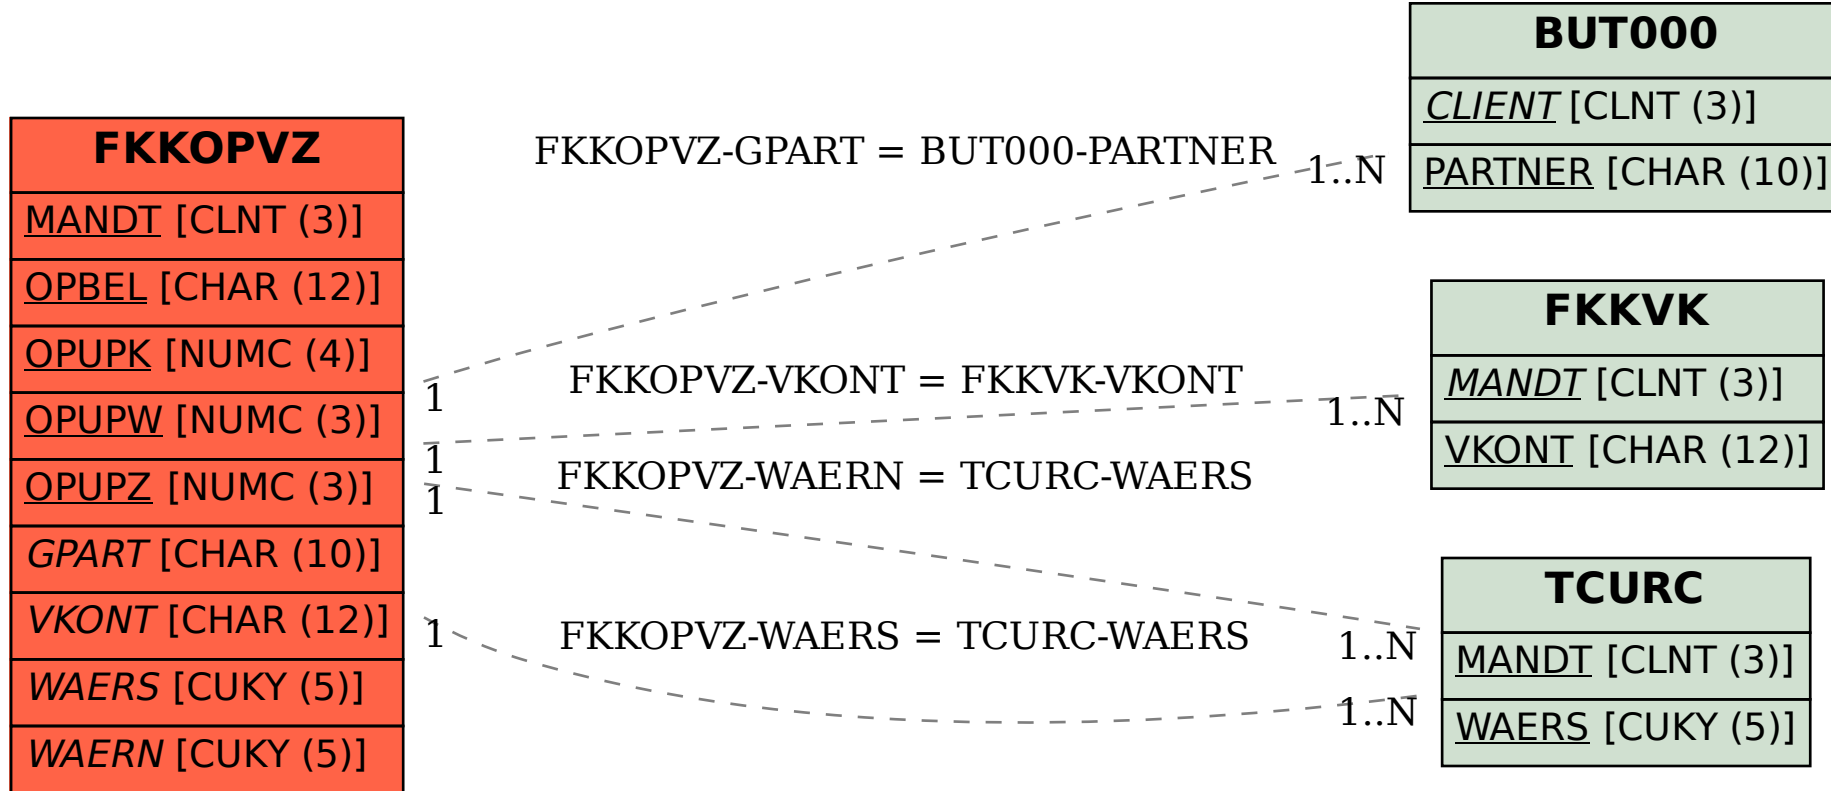 FKKOPVZ
MANDT [CLNT (3)]
OPBEL [CHAR (12)]
OPUPK [NUMC (4)]
OPUPW [NUMC (3)]
OPUPZ [NUMC (3)]
GPART [CHAR (10)]
VKONT [CHAR (12)]
WAERS [CUKY (5)]
WAERN [CUKY (5)]
FKKOPVZ-GPART = BUT000-PARTNER
1..N
1
FKKOPVZ-VKONT = FKKVK-VKONT
1..N
1
FKKOPVZ-WAERN = TCURC-WAERS
1
1..N
FKKOPVZ-WAERS = TCURC-WAERS
1
1..N
BUT000
CLIENT [CLNT (3)]
PARTNER [CHAR (10)]
FKKVK
MANDT [CLNT (3)]
VKONT [CHAR (12)]
TCURC
MANDT [CLNT (3)]
WAERS [CUKY (5)]